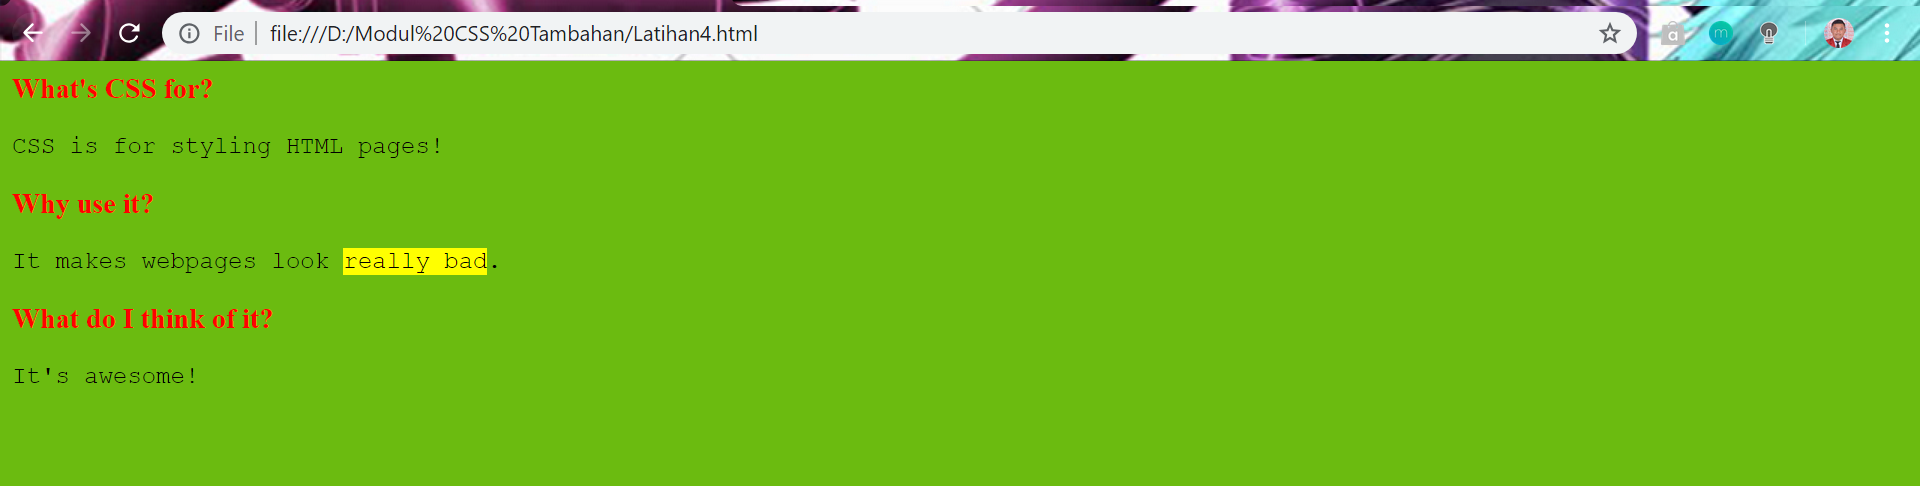 File | file:///D:/Modul%20CSS%20Tambahan/Latihan4.html
a m
What's CSS for?
CSS is for styling HTML pages!
Why use it?
It makes webpages look really bad.
What do I think of it?
It's awesome!